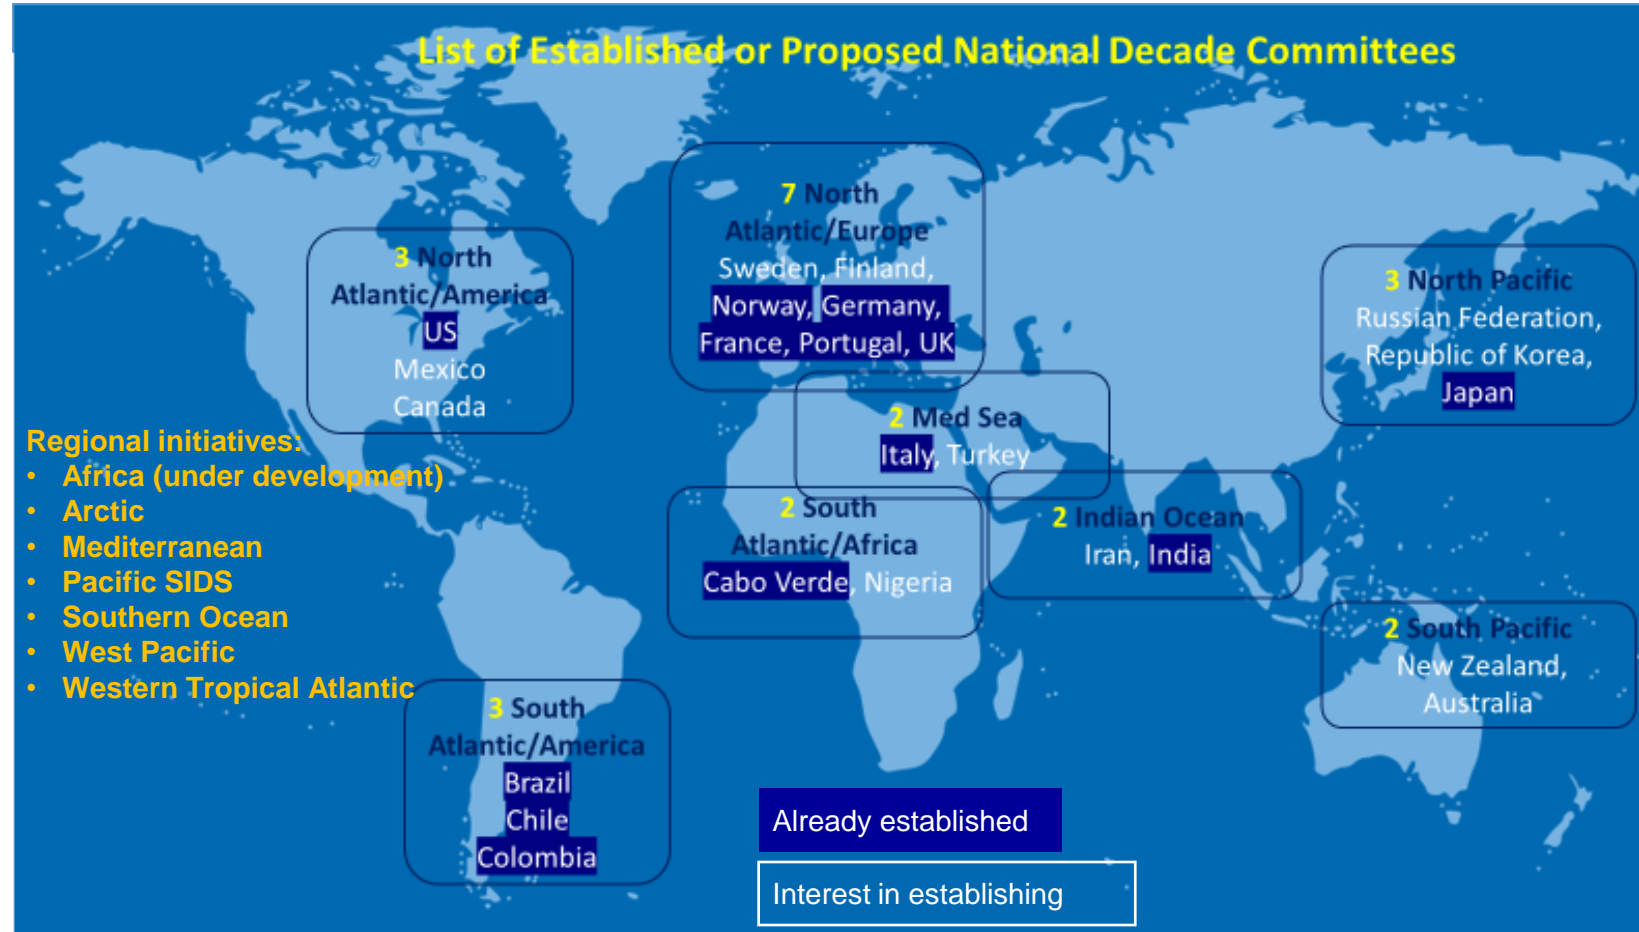 List of Established or Proposed National Decade Committees
7 North
Atlantic/Europe
Sweden, Finland,
Norway, Germany,
France, Portugal, UK
3 North
Atlantic/America
US
Mexico
Canada
3 North Pacific
Russian Federation,
Republic of Korea,
Japan
2 Med Sea
Italy, Turkey
Regional initiatives:
• Africa (under development)
• Arctic
• Mediterranean
• Pacific SIDS
• Southern Ocean
• West Pacific
• Western Tropical Atlantic
2 South
Atlantic/Africa
Cabo Verde, Nigeria
2 Indian Ocean
Iran, India
2 South Pacific
New Zealand,
Australia
3 South
Atlantic/America
Brazil
Chile
Colombia
Already established
Interest in establishing